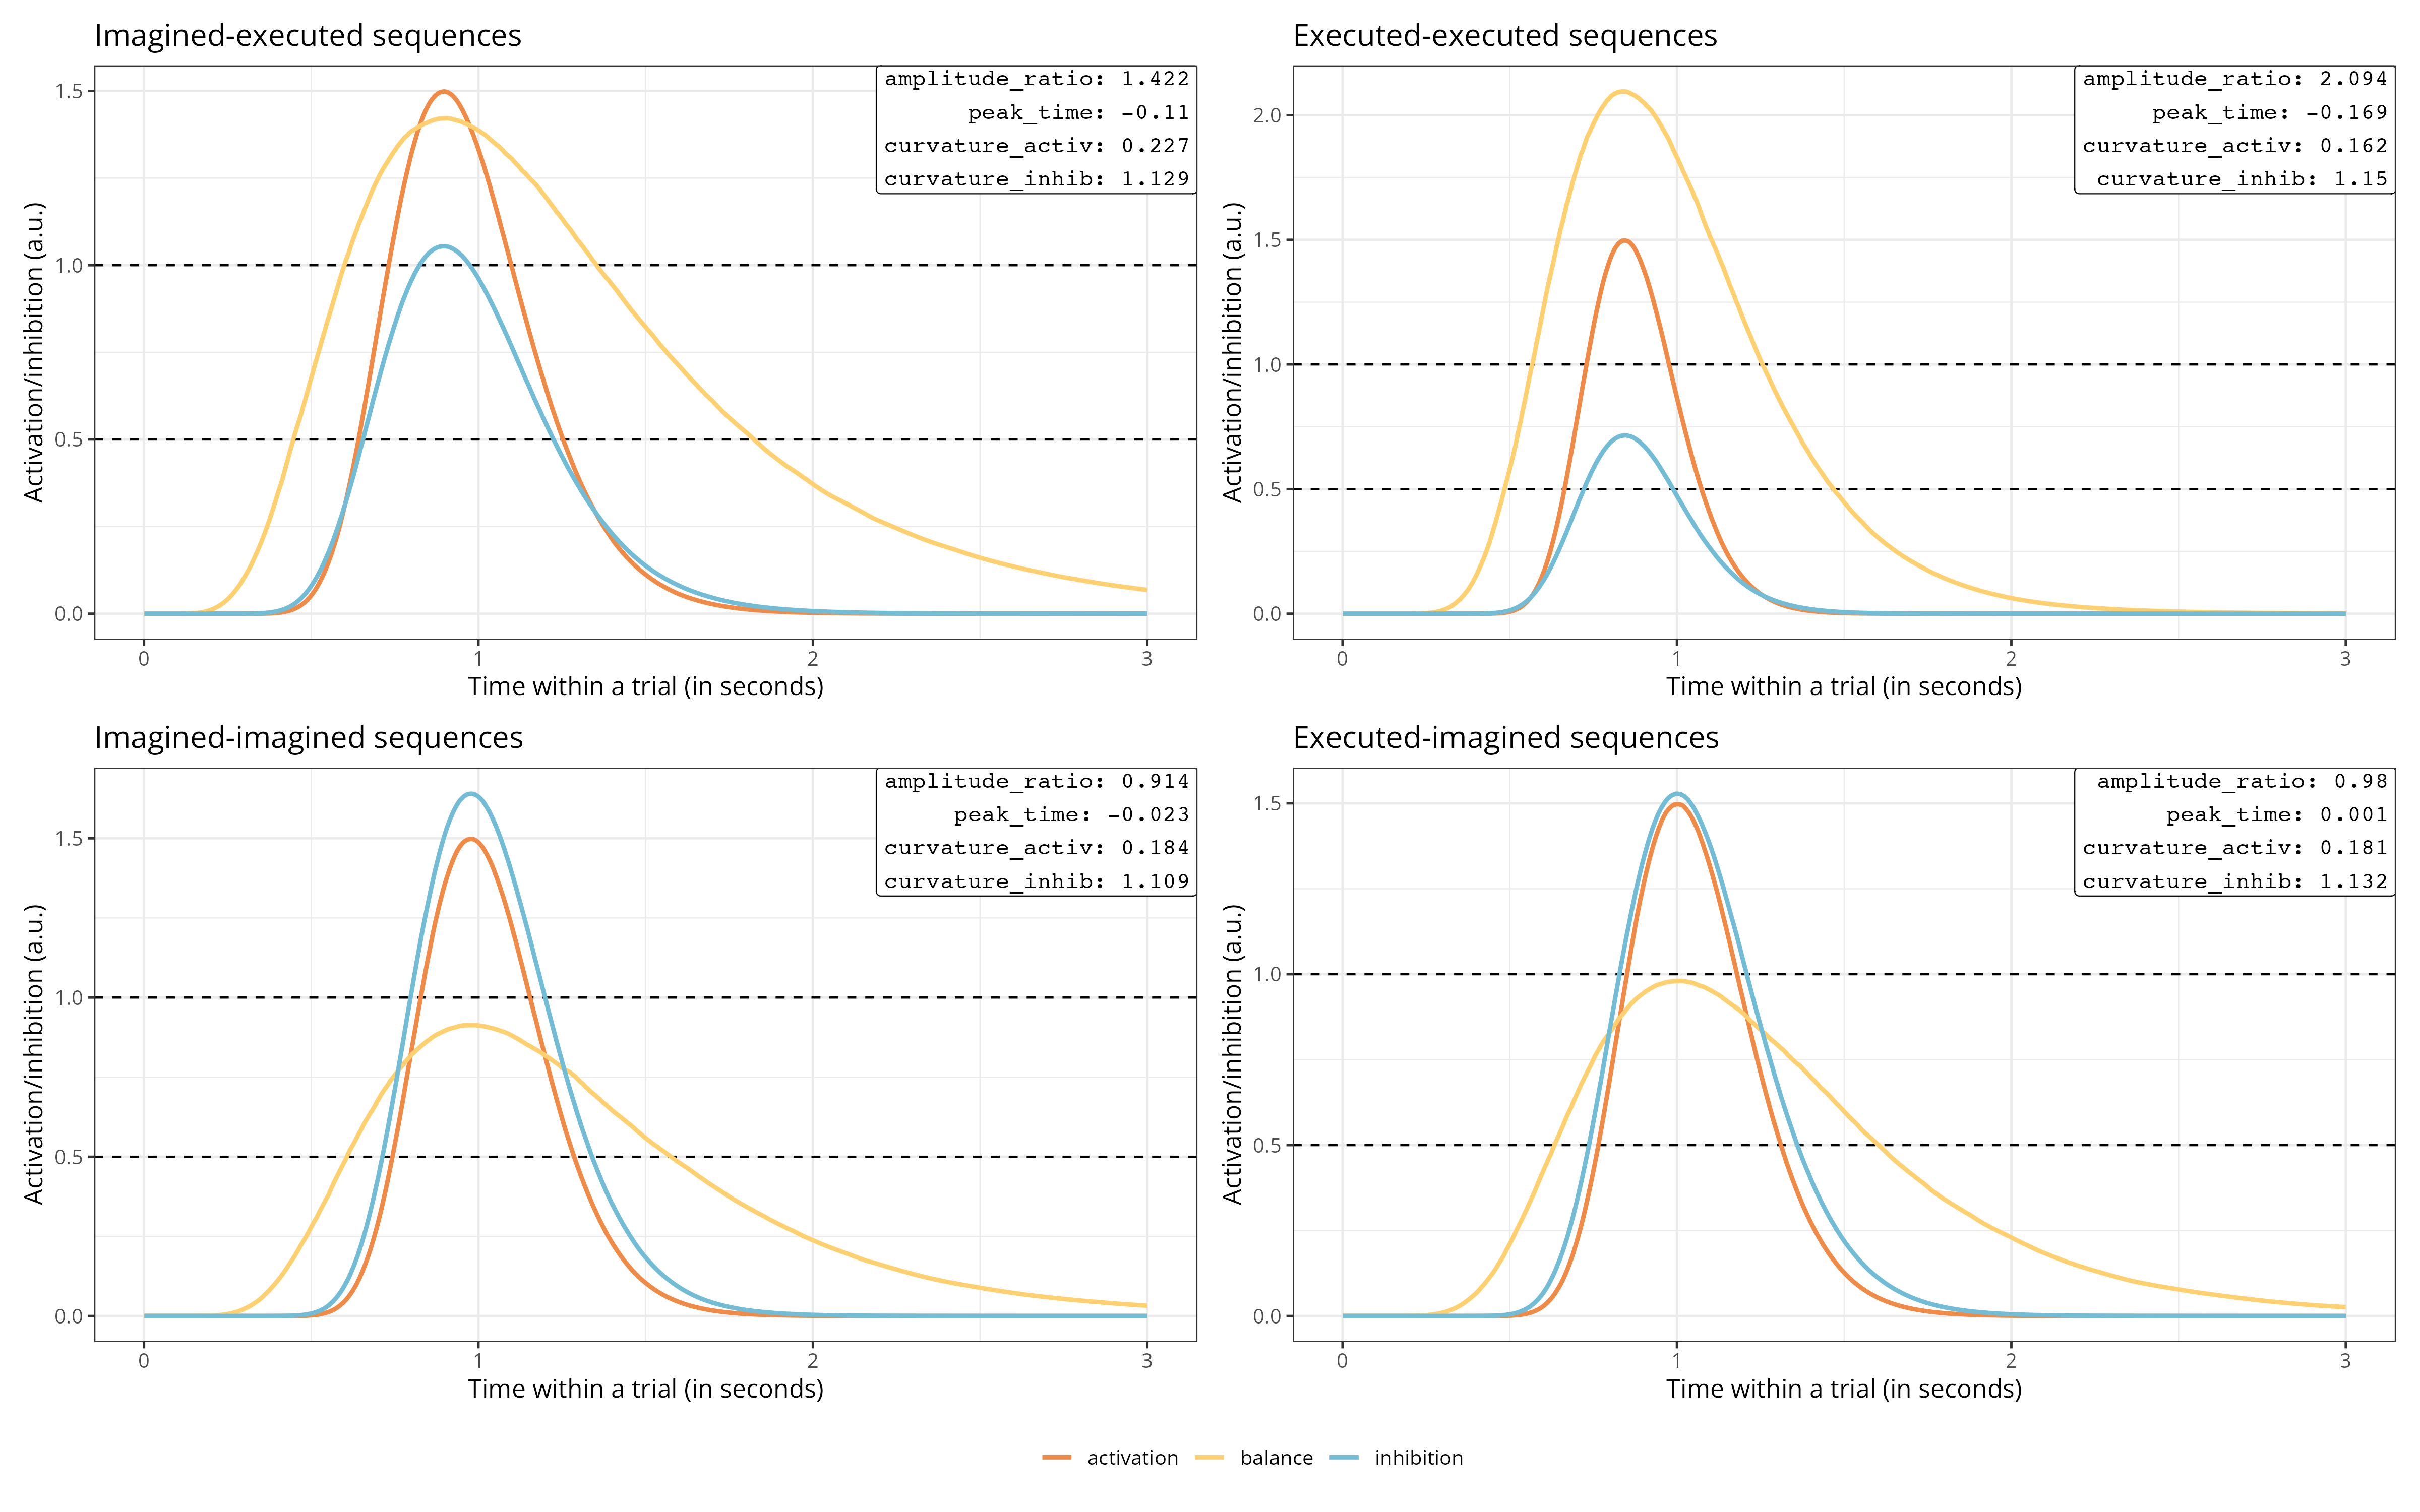 Imagined-executed sequences
amplitude_ratio: 1.422
peak_time: -0.11
curvature_activ: 0.227
curvature_inhib: 1.129
Activation/inhibition (a.u.)
1.5
1.0
0.5
0.0
0 1 2 3
Time within a trial (in seconds)
Executed-executed sequences
amplitude_ratio: 2.094
peak_time: -0.169
curvature_activ: 0.162
curvature_inhib: 1.15
Activation/inhibition (a.u.)
2.0
1.5
1.0
0.5
0.0
0 1 2 3
Time within a trial (in seconds)
Imagined-imagined sequences
amplitude_ratio: 0.914
peak_time: -0.023
curvature_activ: 0.184
curvature_inhib: 1.109
Activation/inhibition (a.u.)
1.5
1.0
0.5
0.0
0 1 2 3
Time within a trial (in seconds)
Executed-imagined sequences
amplitude_ratio: 0.98
peak_time: 0.001
curvature_activ: 0.181
curvature_inhib: 1.132
Activation/inhibition (a.u.)
1.5
1.0
0.5
0.0
0 1 2 3
Time within a trial (in seconds)
activation balance inhibition